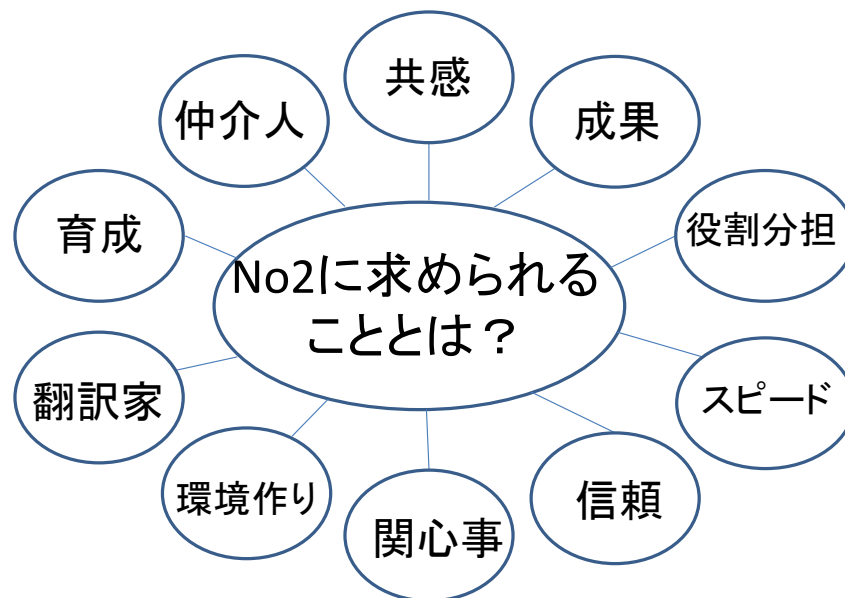 共感
仲介人
成果
育成
役割分担
No2に求められる
こととは？
翻訳家
スピード
環境作り
信頼
関心事